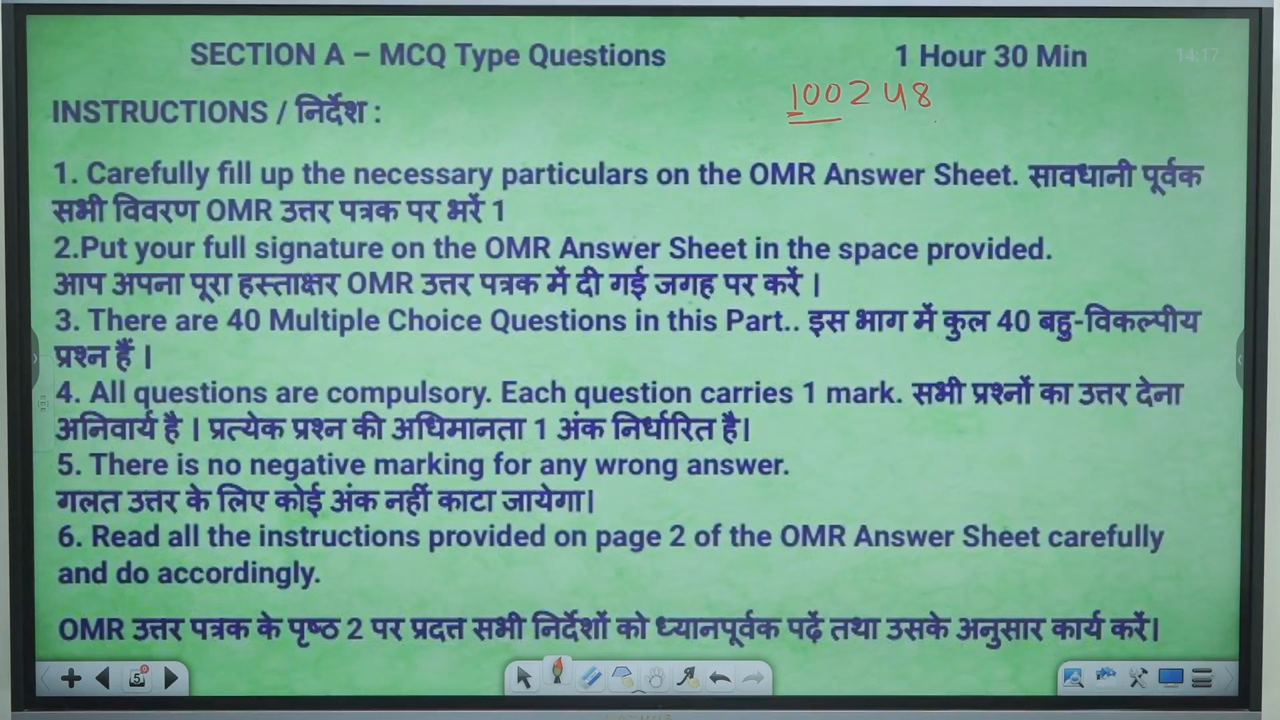 SECTION A – MCQ Type Questions 1 Hour 30 Min 14:17
100248
INSTRUCTIONS / निर्देश :
1. Carefully fill up the necessary particulars on the OMR Answer Sheet. सावधानी पूर्वक
सभी विवरण OMR उत्तर पत्रक पर भरें 1
2.Put your full signature on the OMR Answer Sheet in the space provided.
आप अपना पूरा हस्ताक्षर OMR उत्तर पत्रक में दी गई जगह पर करें |
3. There are 40 Multiple Choice Questions in this Part.. इस भाग में कुल 40 बहु-विकल्पीय
प्रश्न हैं |
4. All questions are compulsory. Each question carries 1 mark. सभी प्रश्नों का उत्तर देना
अनिवार्य है | प्रत्येक प्रश्न की अधिमानता 1 अंक निर्धारित है।
5. There is no negative marking for any wrong answer.
गलत उत्तर के लिए कोई अंक नहीं काटा जायेगा|
6. Read all the instructions provided on page 2 of the OMR Answer Sheet carefully
and do accordingly.
OMR उत्तर पत्रक के पृष्ठ 2 पर प्रदत्त सभी निर्देशों को ध्यानपूर्वक पढ़ें तथा उसके अनुसार कार्य करें|
5 0